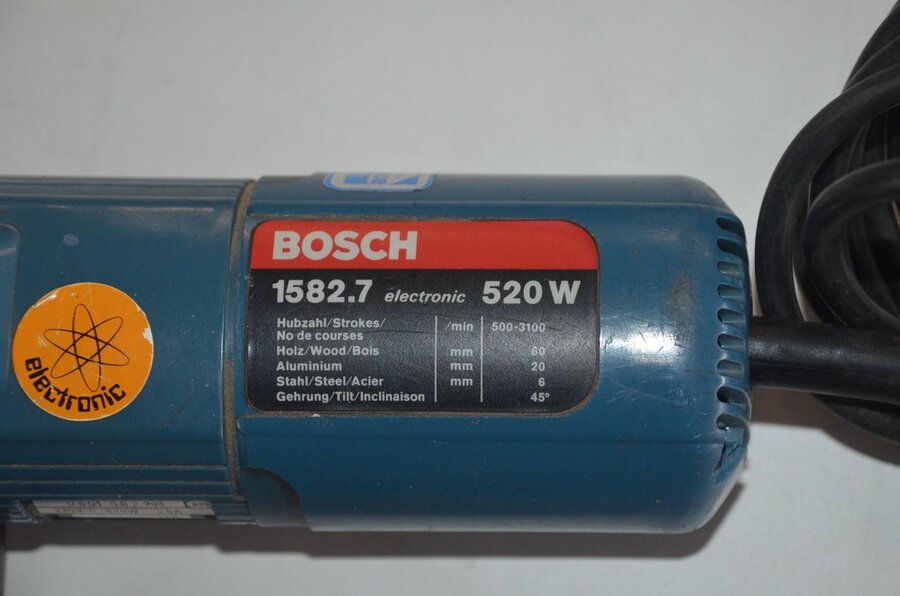 BOSCH
1582.7 electronic 520 W
Hubzahl/Strokes/ No de courses /min 500-3100
Holz/Wood/Bois mm 60
Aluminium mm 20
Stahl/Steel/Acier mm 6
Gehrung/Tilt/Inclinaison 45°
electronic